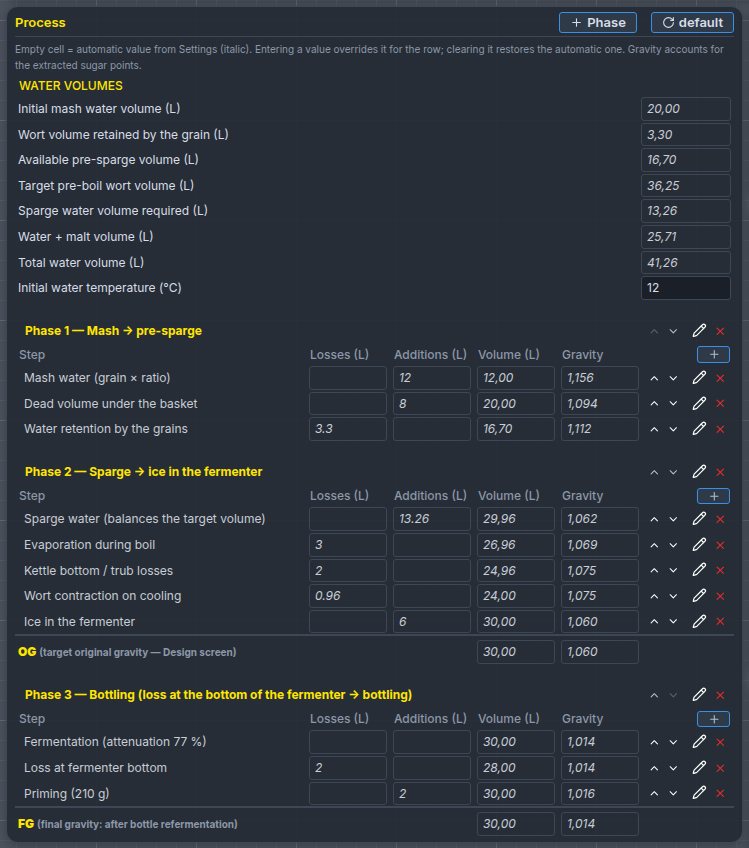 Process + Phase default
Empty cell = automatic value from Settings (italic). Entering a value overrides it for the row; clearing it restores the automatic one. Gravity accounts for
the extracted sugar points.
WATER VOLUMES
Initial mash water volume (L) 20,00
Wort volume retained by the grain (L) 3,30
Available pre-sparge volume (L) 16,70
Target pre-boil wort volume (L) 36,25
Sparge water volume required (L) 13,26
Water + malt volume (L) 25,71
Total water volume (L) 41,26
Initial water temperature (°C) 12
Phase 1 — Mash → pre-sparge
Step Losses (L) Additions (L) Volume (L) Gravity +
Mash water (grain × ratio) 12 12,00 1,156
Dead volume under the basket 8 20,00 1,094
Water retention by the grains 3.3 16,70 1,112
Phase 2 — Sparge → ice in the fermenter
Step Losses (L) Additions (L) Volume (L) Gravity +
Sparge water (balances the target volume) 13.26 29,96 1,062
Evaporation during boil 3 26,96 1,069
Kettle bottom / trub losses 2 24,96 1,075
Wort contraction on cooling 0.96 24,00 1,075
Ice in the fermenter 6 30,00 1,060
OG (target original gravity — Design screen) 30,00 1,060
Phase 3 — Bottling (loss at the bottom of the fermenter → bottling)
Step Losses (L) Additions (L) Volume (L) Gravity +
Fermentation (attenuation 77 %) 30,00 1,014
Loss at fermenter bottom 2 28,00 1,014
Priming (210 g) 2 30,00 1,016
FG (final gravity: after bottle refermentation) 30,00 1,014